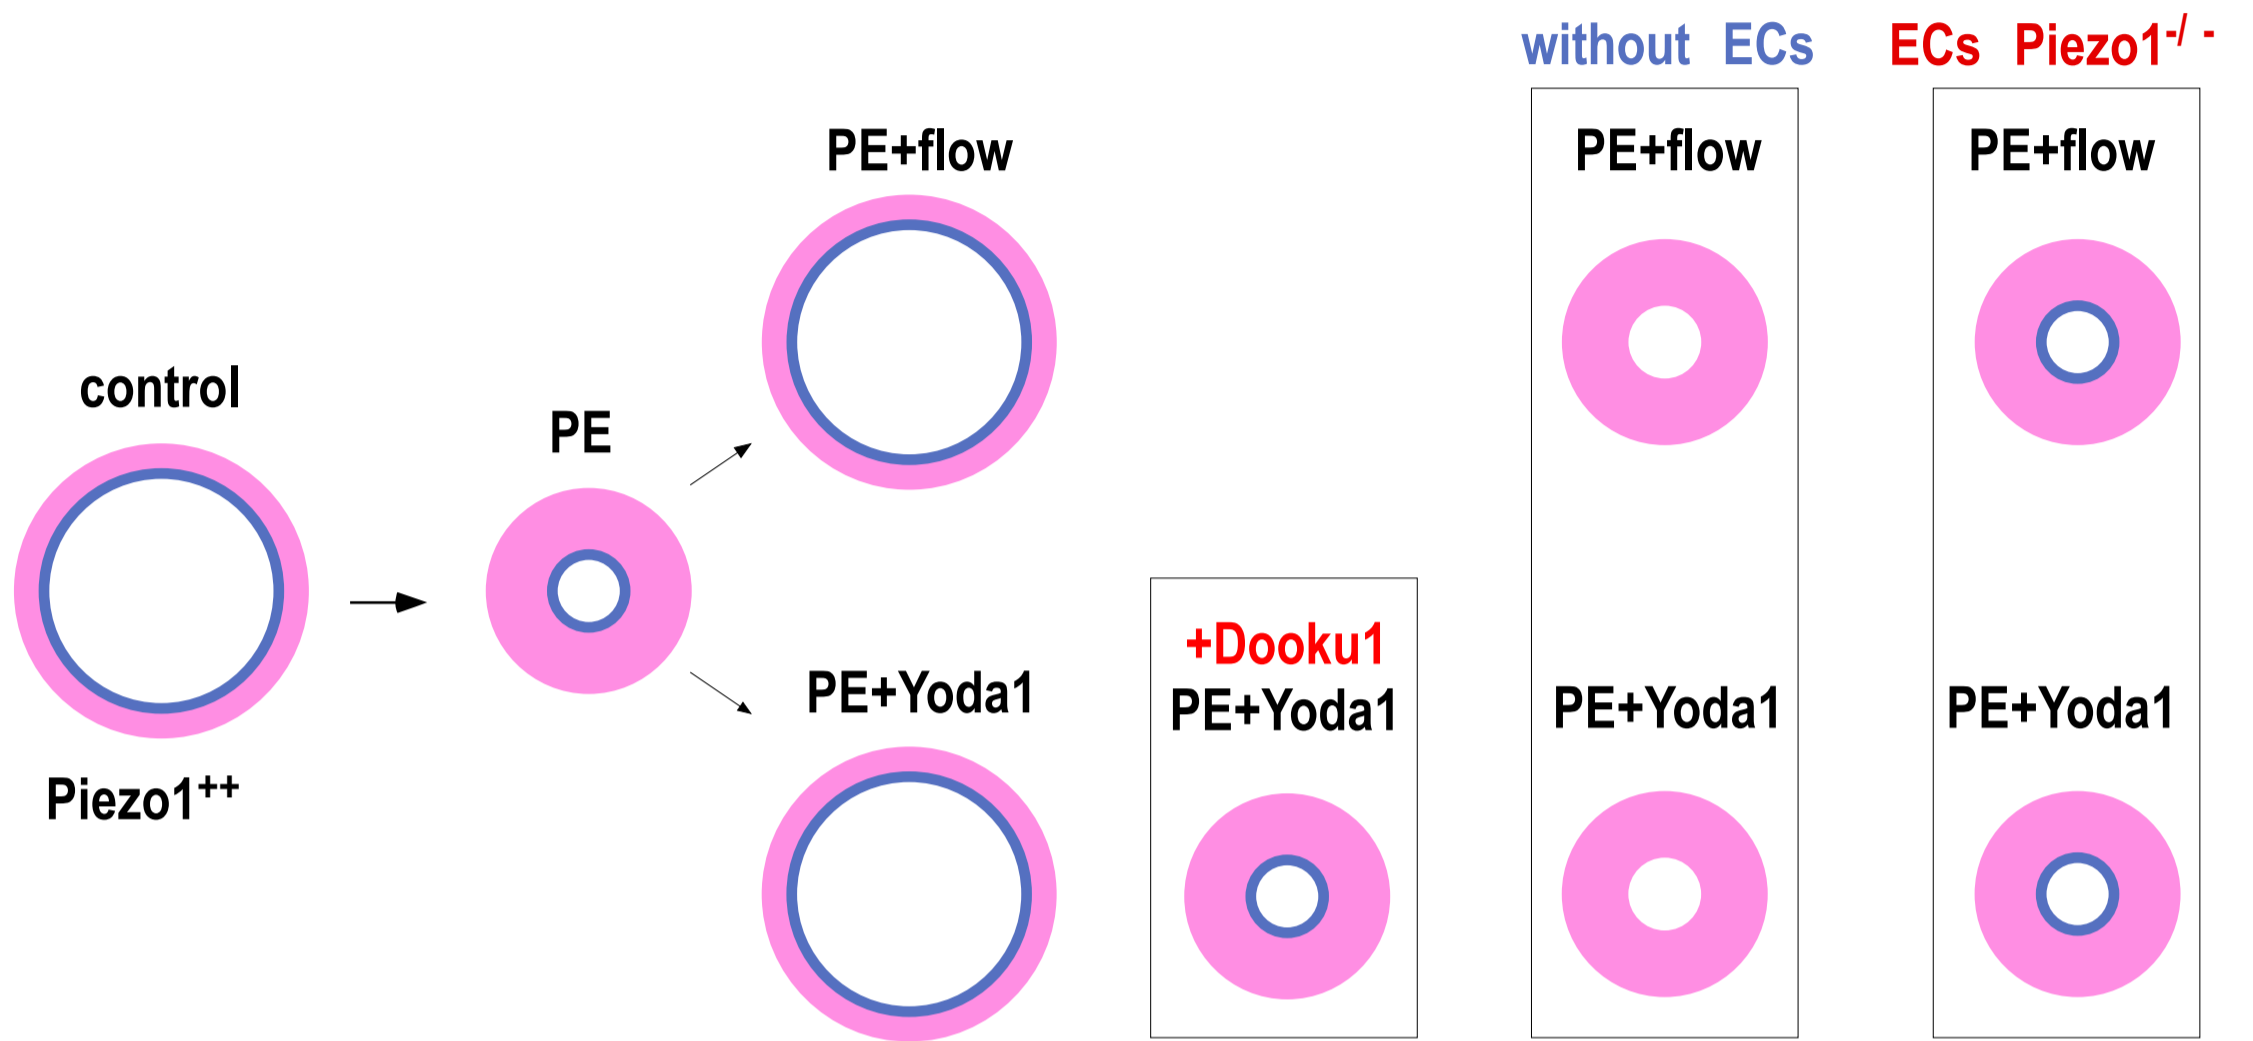 control
Piezo1⁺⁺
PE
PE+flow
PE+Yoda1
+Dooku1
PE+Yoda1
without ECs
PE+flow
PE+Yoda1
ECs Piezo1⁻/ ⁻
PE+flow
PE+Yoda1